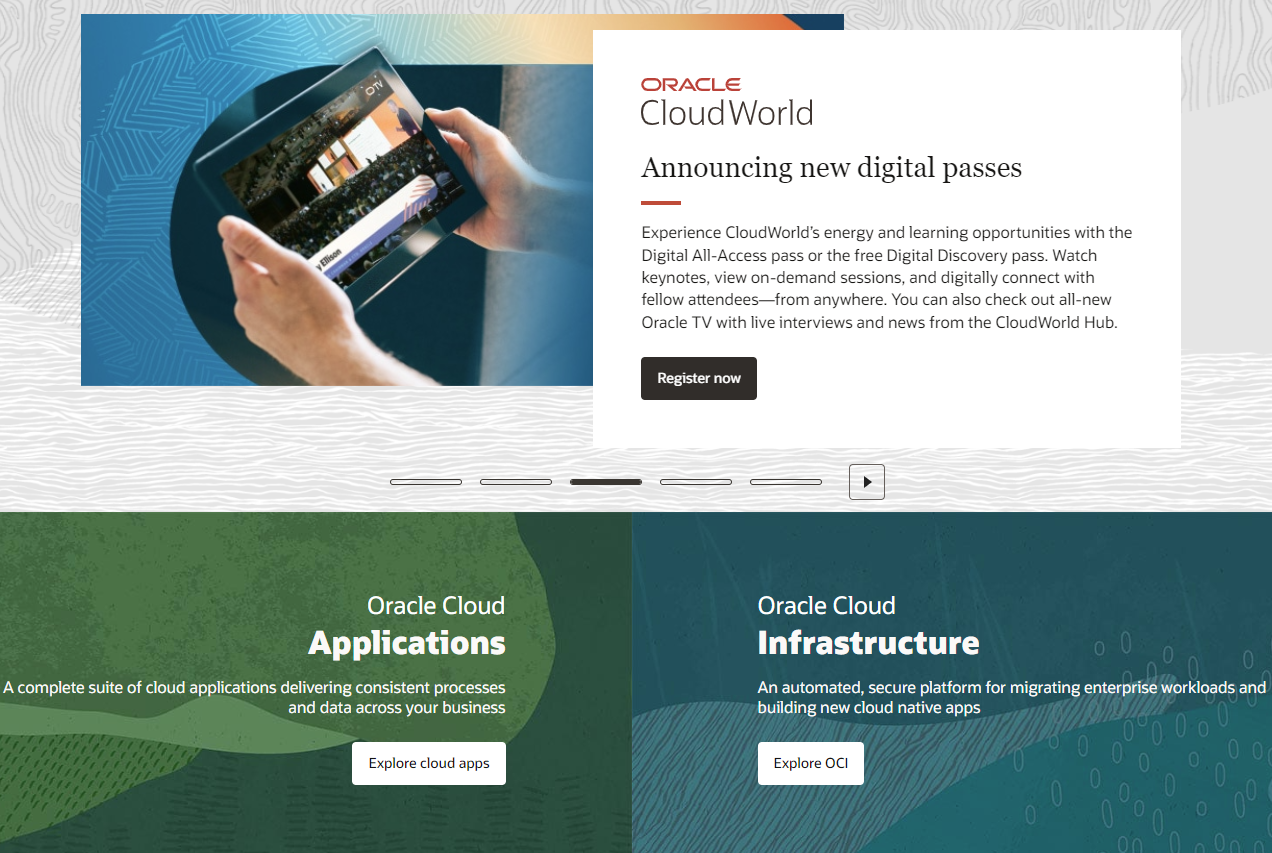 TV
Ellison
ORACLE
CloudWorld
Announcing new digital passes
Experience CloudWorld’s energy and learning opportunities with the
Digital All-Access pass or the free Digital Discovery pass. Watch
keynotes, view on-demand sessions, and digitally connect with
fellow attendees—from anywhere. You can also check out all-new
Oracle TV with live interviews and news from the CloudWorld Hub.
Register now
Oracle Cloud
Applications
A complete suite of cloud applications delivering consistent processes
and data across your business
Explore cloud apps
Oracle Cloud
Infrastructure
An automated, secure platform for migrating enterprise workloads and
building new cloud native apps
Explore OCI